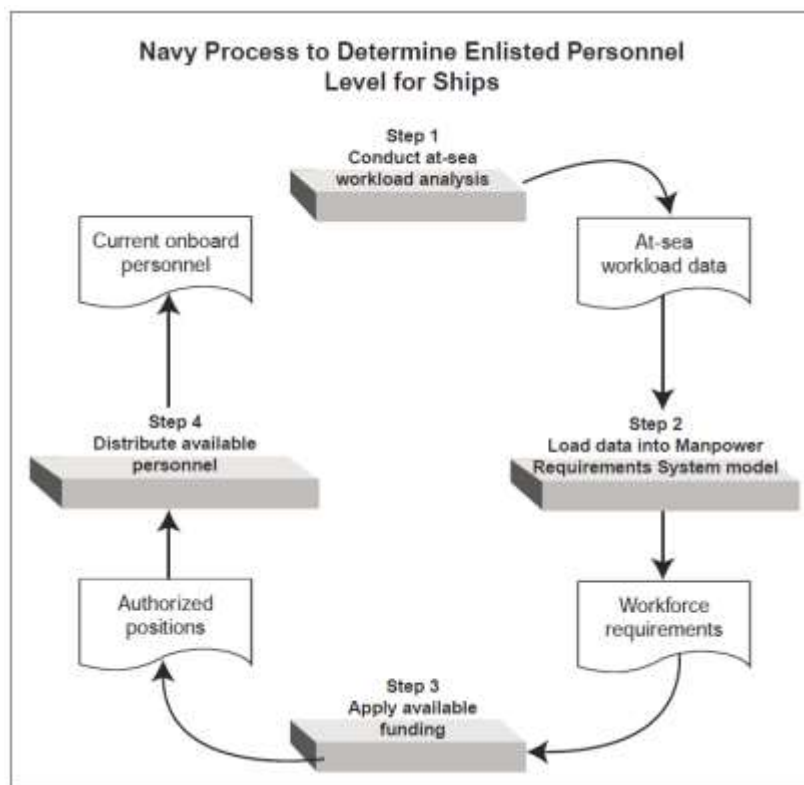 Navy Process to Determine Enlisted Personnel
Level for Ships
Step 1
Conduct at-sea
workload analysis
At-sea
workload data
Step 2
Load data into Manpower
Requirements System model
Workforce
requirements
Step 3
Apply available
funding
Authorized
positions
Step 4
Distribute available
personnel
Current onboard
personnel